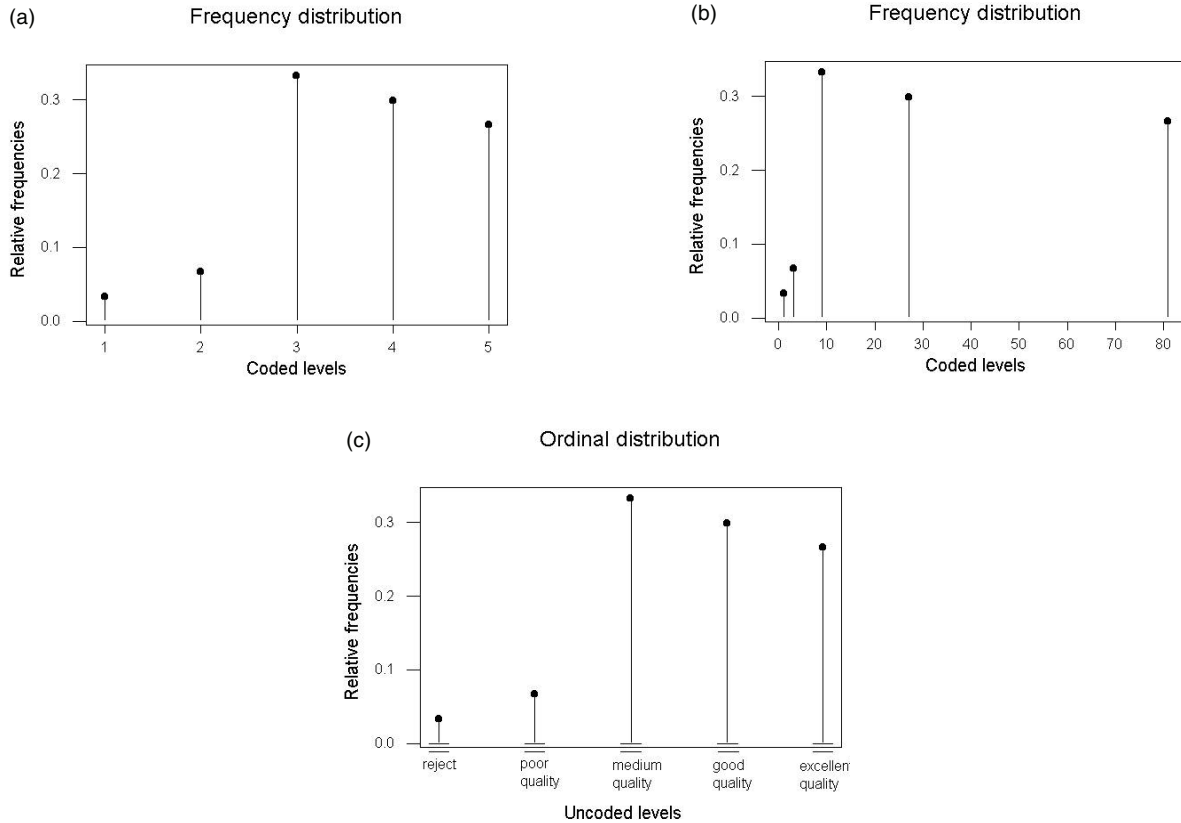 (a)
Frequency distribution
Relative frequencies
0.3
0.2
0.1
0.0
1 2 3 4 5
Coded levels
(b)
Frequency distribution
Relative frequencies
0.3
0.2
0.1
0.0
0 10 20 30 40 50 60 70 80
Coded levels
(c)
Ordinal distribution
Relative frequencies
0.3
0.2
0.1
0.0
reject poor medium good excellen
quality quality quality quality
Uncoded levels